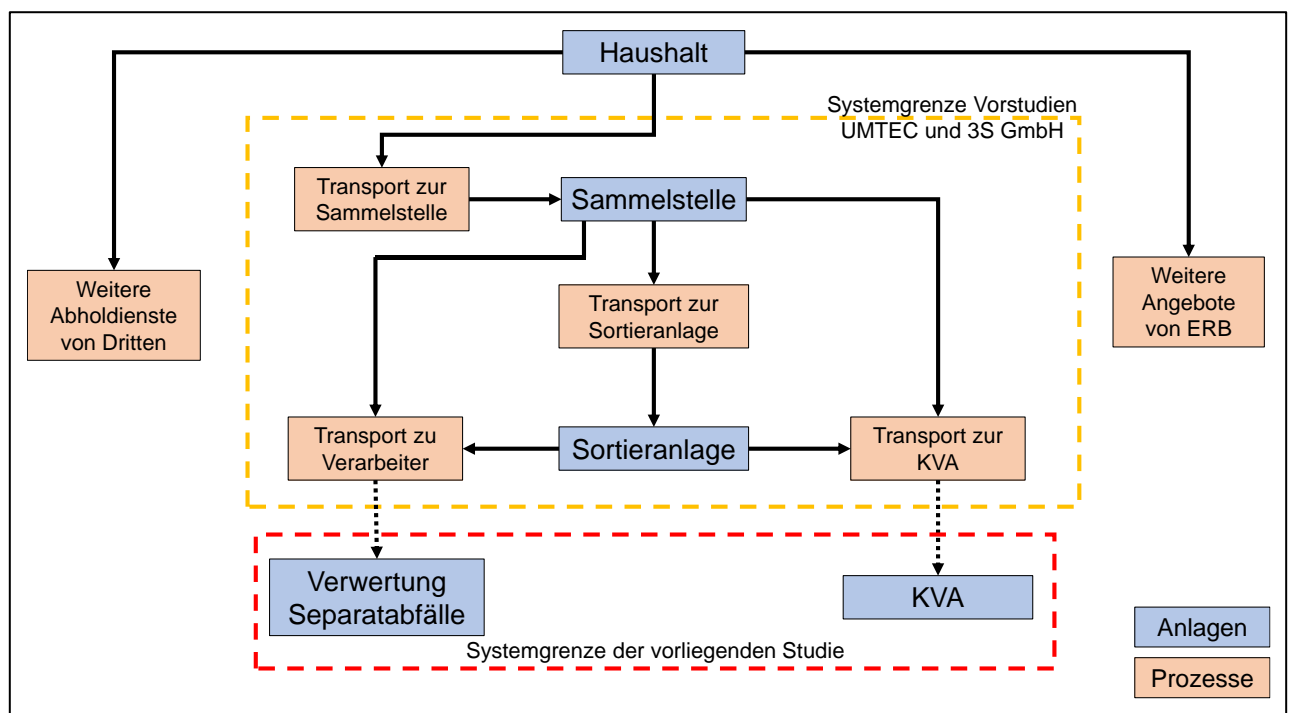 Haushalt
Systemgrenze Vorstudien
UMTEC und 3S GmbH
Transport zur
Sammelstelle
Sammelstelle
Weitere
Abholdienste
von Dritten
Transport zur
Sortieranlage
Weitere
Angebote
von ERB
Transport zu
Verarbeiter
Sortieranlage
Transport zur
KVA
Verwertung
Separatabfälle
KVA
Systemgrenze der vorliegenden Studie
Anlagen
Prozesse